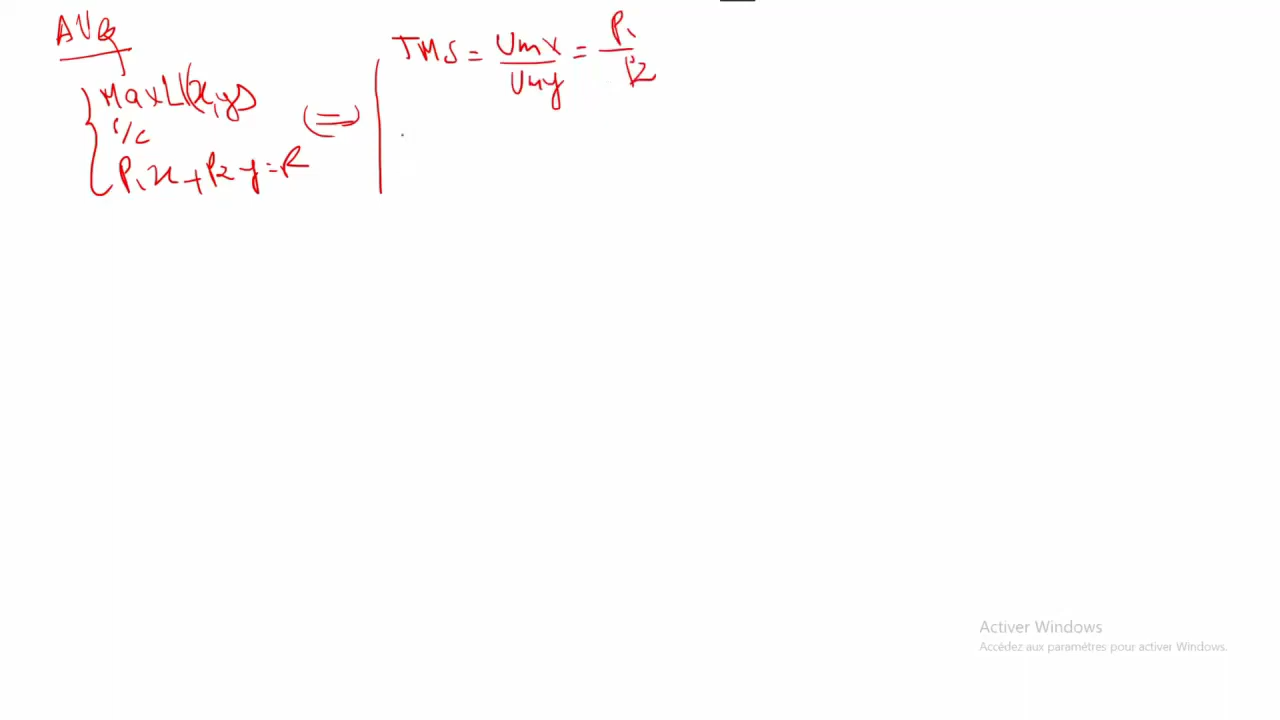 AVQ
Max U(x,y)
s/c
P₁x + P₂y = R
⟺
TMS = Umx/Umy = P₁/P₂
Activer Windows
Accédez aux paramètres pour activer Windows.